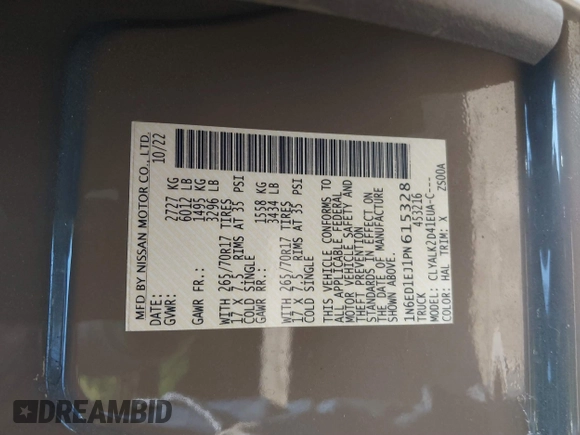 MFD BY NISSAN MOTOR CO., LTD.
DATE: 10/22
GVWR: 2727 KG
6012 LB
GAWR FR.: 1495 KG
3296 LB
WITH 265/70R17 TIRES
17 X 7.5 RIMS AT 35 PSI
COLD SINGLE
GAWR RR.: 1558 KG
3434 LB
WITH 265/70R17 TIRES
17 X 7.5 RIMS AT 35 PSI
COLD SINGLE
THIS VEHICLE CONFORMS TO
ALL APPLICABLE FEDERAL
MOTOR VEHICLE SAFETY AND
THEFT PREVENTION
STANDARDS IN EFFECT ON
THE DATE OF MANUFACTURE
SHOWN ABOVE.
1N6ED1EJ1PN615328
TRUCK 453216
MODEL: CLYALK2D41EUA-C---
COLOR: HAL TRIM: X 2S00A
DREAMBID